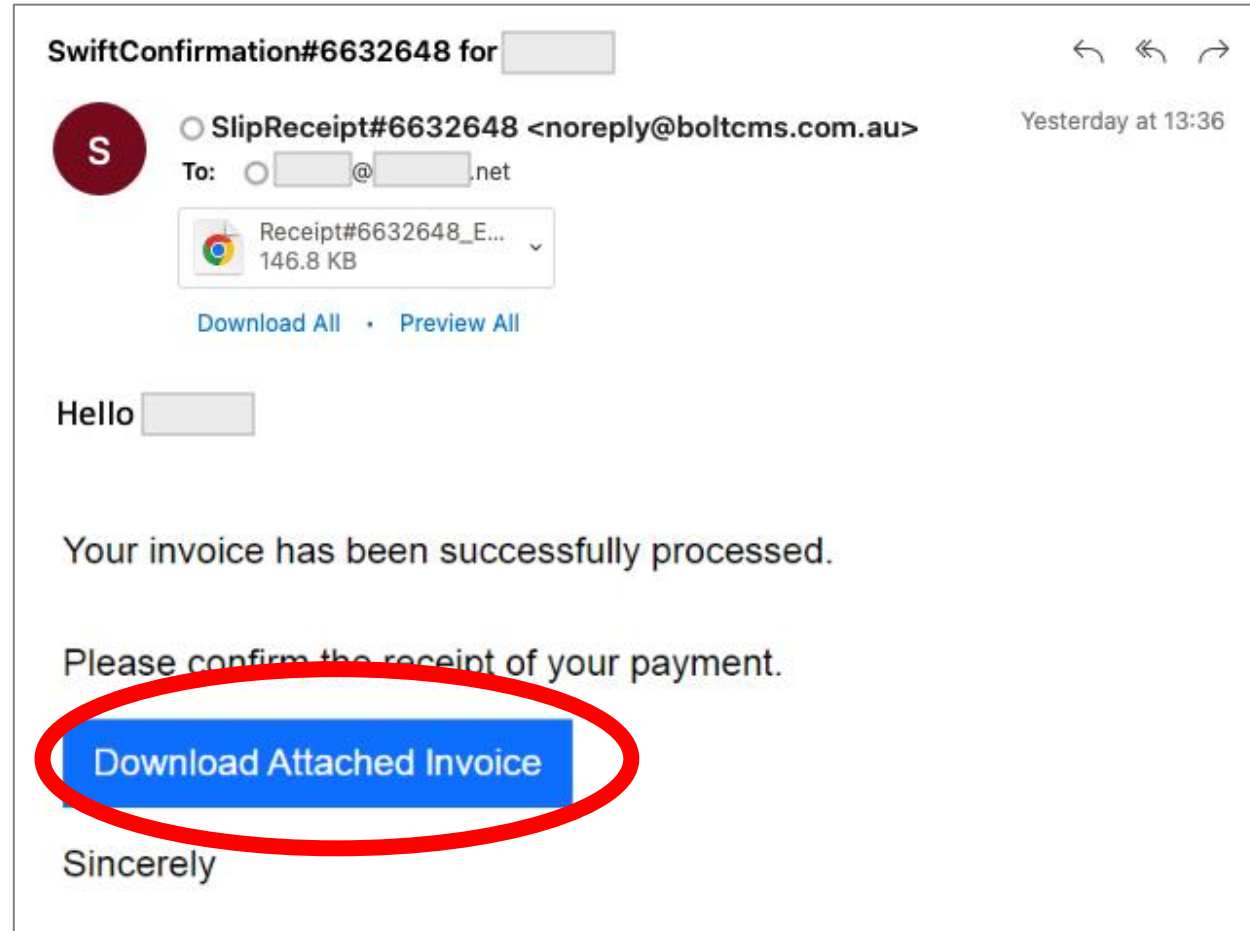 SwiftConfirmation#6632648 for
S
SlipReceipt#6632648 <noreply@boltcms.com.au>
Yesterday at 13:36
To: @ .net
Receipt#6632648_E...
146.8 KB
Download All • Preview All
Hello
Your invoice has been successfully processed.
Please confirm the receipt of your payment.
Download Attached Invoice
Sincerely